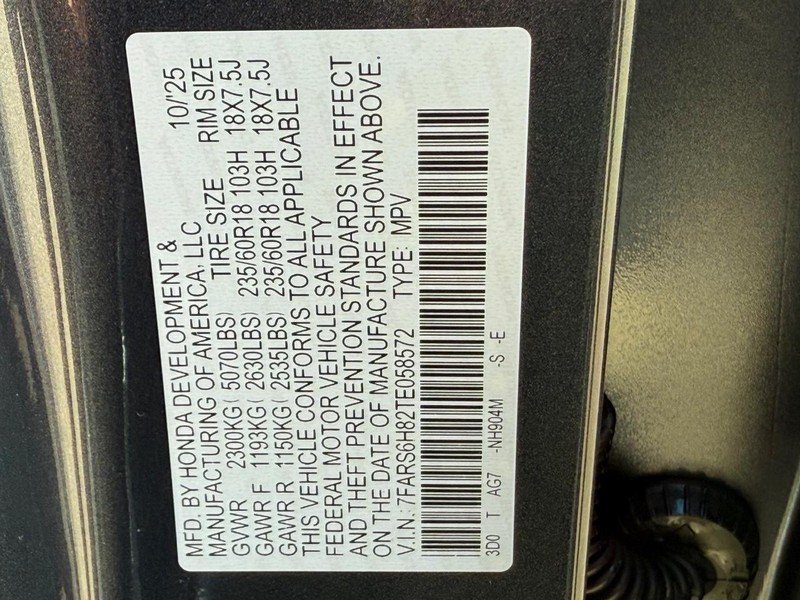 MFD. BY HONDA DEVELOPMENT & 10/'25
MANUFACTURING OF AMERICA, LLC
TIRE SIZE RIM SIZE
GVWR 2300KG( 5070LBS)
GAWR F 1193KG( 2630LBS) 235/60R18 103H 18X7.5J
GAWR R 1150KG( 2535LBS) 235/60R18 103H 18X7.5J
THIS VEHICLE CONFORMS TO ALL APPLICABLE
FEDERAL MOTOR VEHICLE SAFETY
AND THEFT PREVENTION STANDARDS IN EFFECT
ON THE DATE OF MANUFACTURE SHOWN ABOVE.
V.I.N.: 7FARS6H82TE058572 TYPE: MPV
3D0 T AG7 -NH904M -S -E